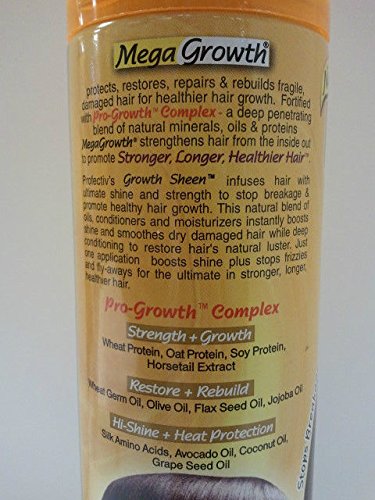 Mega Growth®
protects, restores, repairs & rebuilds fragile,
damaged hair for healthier hair growth. Fortified
with Pro-Growth™ Complex - a deep penetrating
blend of natural minerals, oils & proteins
MegaGrowth® strengthens hair from the inside out
to promote Stronger, Longer, Healthier Hair™.
Protectiv's Growth Sheen™ infuses hair with
ultimate shine and strength to stop breakage &
promote healthy hair growth. This natural blend of
oils, conditioners and moisturizers instantly boosts
shine and smoothes dry damaged hair while deep
conditioning to restore hair's natural luster. Just
one application boosts shine plus stops frizzies
and fly-aways for the ultimate in stronger, longer,
healthier hair.
Pro-Growth™ Complex
Strength + Growth
Wheat Protein, Oat Protein, Soy Protein,
Horsetail Extract
Restore + Rebuild
Wheat Germ Oil, Olive Oil, Flax Seed Oil, Jojoba Oil
Hi-Shine + Heat Protection
Silk Amino Acids, Avocado Oil, Coconut Oil,
Grape Seed Oil
Stops